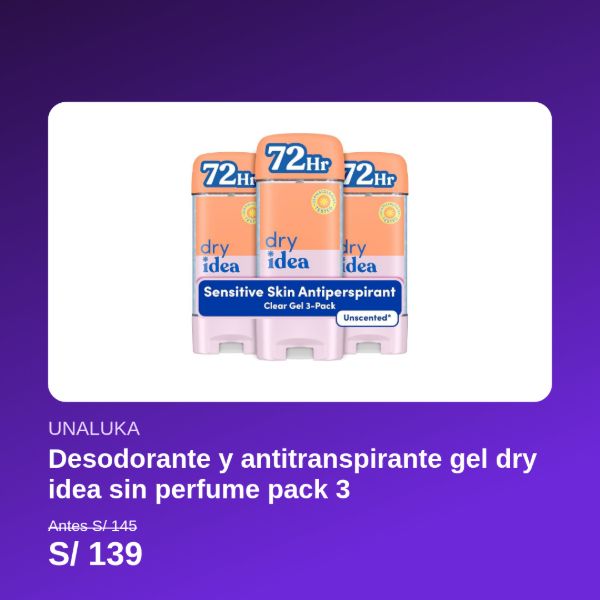 72Hr
72Hr
72Hr
dry
idea
dry
idea
dry
idea
Sensitive Skin Antiperspirant
Clear Gel 3-Pack
Unscented*
UNALUKA
Desodorante y antitranspirante gel dry
idea sin perfume pack 3
Antes S/ 145
S/ 139